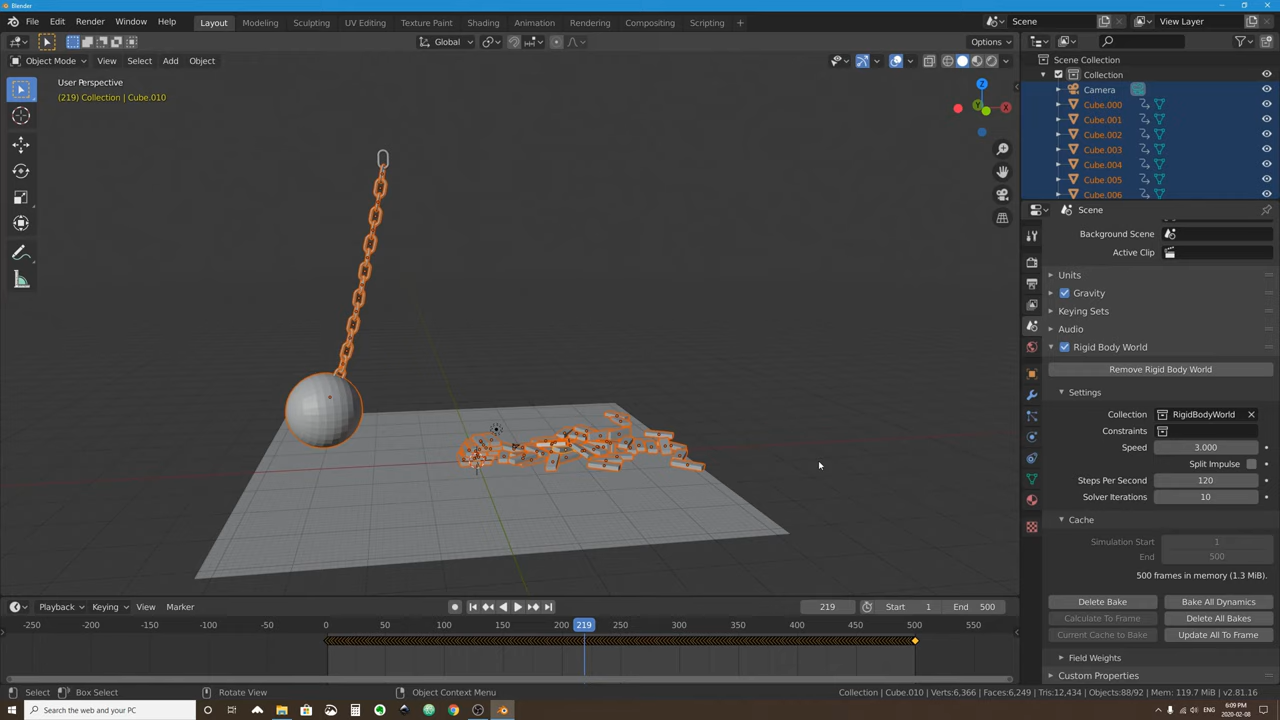 Blender
File Edit Render Window Help Layout Modeling Sculpting UV Editing Texture Paint Shading Animation Rendering Compositing Scripting + Scene View Layer
Global Options
Object Mode View Select Add Object
User Perspective
(219) Collection | Cube.010
Z
Y
X
Scene Collection
Collection
Camera
Cube.000
Cube.001
Cube.002
Cube.003
Cube.004
Cube.005
Cube.006
Scene
Background Scene
Active Clip
Units
Gravity
Keying Sets
Audio
Rigid Body World
Remove Rigid Body World
Settings
Collection RigidBodyWorld
Constraints
Speed 3.000
Split Impulse
Steps Per Second 120
Solver Iterations 10
Cache
Simulation Start 1
End 500
500 frames in memory (1.3 MiB).
Delete Bake Bake All Dynamics
Calculate To Frame Delete All Bakes
Current Cache to Bake Update All To Frame
Field Weights
Custom Properties
Playback Keying View Marker 219 Start 1 End 500
-250 -200 -150 -100 -50 0 50 100 150 200 219 250 300 350 400 450 500 550
Select Box Select Rotate View Object Context Menu Collection | Cube.010 | Verts:6,366 | Faces:6,249 | Tris:12,434 | Objects:88/92 | Mem: 119.7 MiB | v2.81.16
Search the web and your PC ENG 6:09 PM
2020-02-08